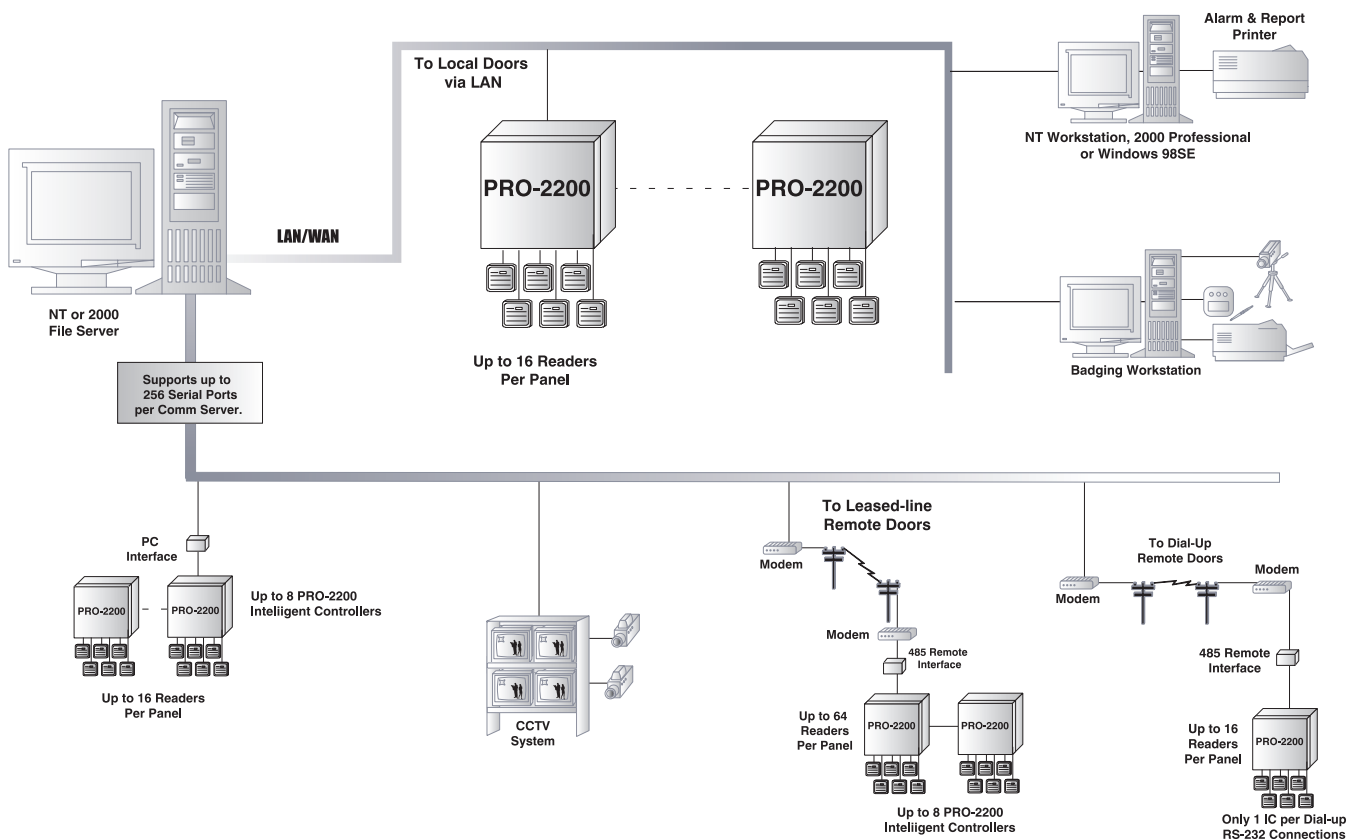 Alarm & Report
Printer
To Local Doors
via LAN
PRO-2200
PRO-2200
NT Workstation, 2000 Professional
or Windows 98SE
LAN/WAN
NT or 2000
File Server
Up to 16 Readers
Per Panel
Badging Workstation
Supports up to
256 Serial Ports
per Comm Server.
PC
Interface
PRO-2200
PRO-2200
Up to 8 PRO-2200
Inteliigent Controllers
Up to 16 Readers
Per Panel
CCTV
System
To Leased-line
Remote Doors
Modem
Modem
485 Remote
Interface
Up to 64
Readers
Per Panel
PRO-2200
PRO-2200
Up to 8 PRO-2200
Inteliigent Controllers
To Dial-Up
Remote Doors
Modem
Modem
485 Remote
Interface
Up to 16
Readers
Per Panel
PRO-2200
Only 1 IC per Dial-up
RS-232 Connections